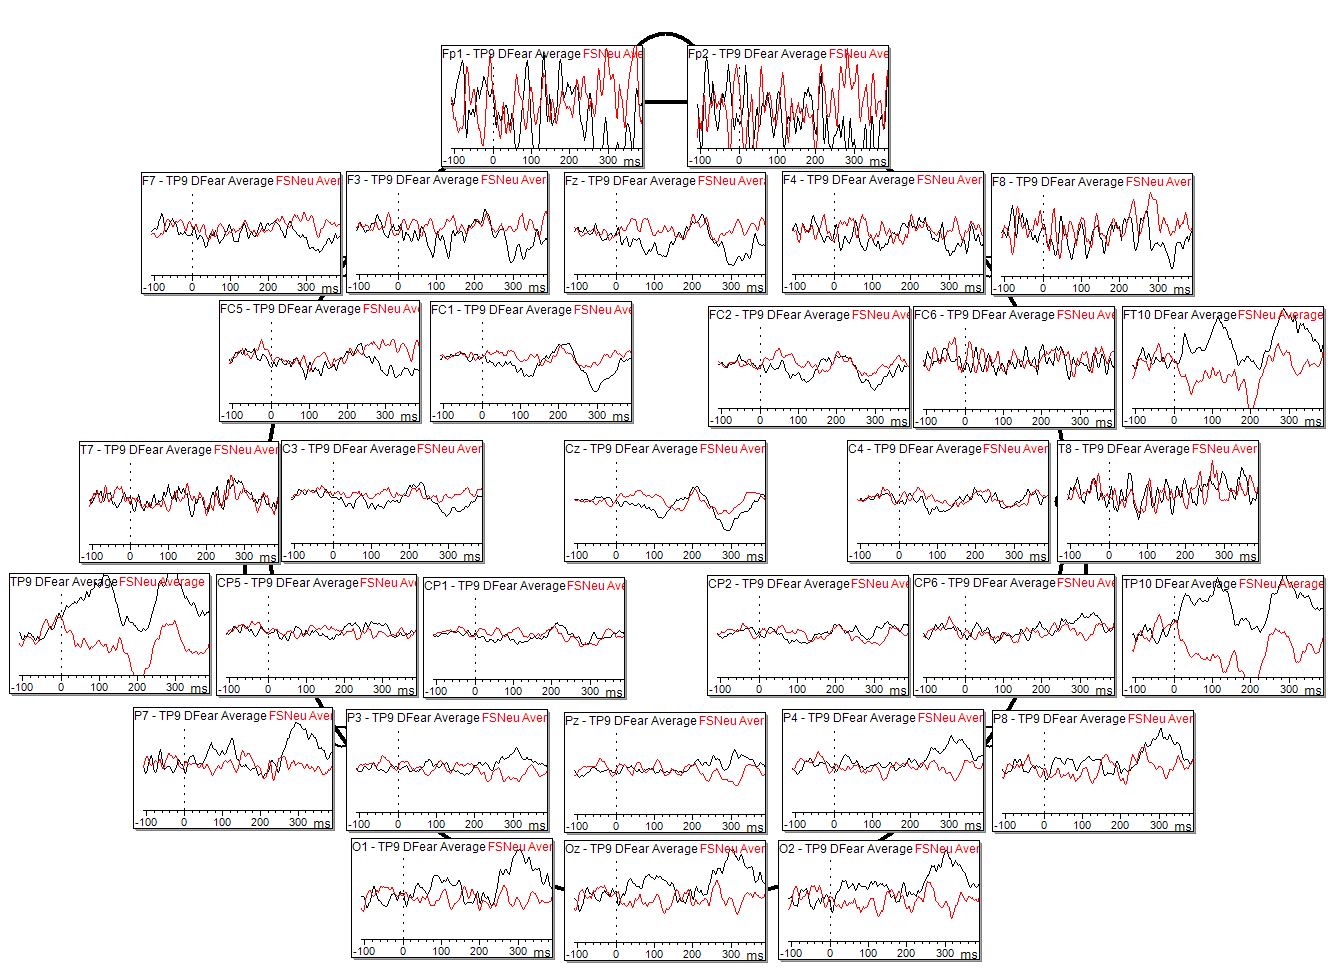 Fp1 - TP9 DFear Average FSNeu Ave
-100 0 100 200 300 ms
Fp2 - TP9 DFear Average FSNeu Ave
-100 0 100 200 300 ms
F7 - TP9 DFear Average FSNeu Aver
-100 0 100 200 300 ms
F3 - TP9 DFear Average FSNeu Aver
-100 0 100 200 300 ms
Fz - TP9 DFear Average FSNeu Avera
-100 0 100 200 300 ms
F4 - TP9 DFear Average FSNeu Aver
-100 0 100 200 300 ms
F8 - TP9 DFear Average FSNeu Aver
-100 0 100 200 300 ms
FC5 - TP9 DFear Average FSNeu Av
-100 0 100 200 300 ms
FC1 - TP9 DFear Average FSNeu Ave
-100 0 100 200 300 ms
FC2 - TP9 DFear Average FSNeu Ave
-100 0 100 200 300 ms
FC6 - TP9 DFear Average FSNeu Ave
-100 0 100 200 300 ms
FT10 DFear Average FSNeu Average
-100 0 100 200 300 ms
T7 - TP9 DFear Average FSNeu Aver
-100 0 100 200 300 ms
C3 - TP9 DFear Average FSNeu Aver
-100 0 100 200 300 ms
Cz - TP9 DFear Average FSNeu Aver
-100 0 100 200 300 ms
C4 - TP9 DFear Average FSNeu Aver
-100 0 100 200 300 ms
T8 - TP9 DFear Average FSNeu Aver
-100 0 100 200 300 ms
TP9 DFear Average FSNeu Average
-100 0 100 200 300 ms
CP5 - TP9 DFear Average FSNeu Ave
-100 0 100 200 300 ms
CP1 - TP9 DFear Average FSNeu Ave
-100 0 100 200 300 ms
CP2 - TP9 DFear Average FSNeu Ave
-100 0 100 200 300 ms
CP6 - TP9 DFear Average FSNeu Ave
-100 0 100 200 300 ms
TP10 DFear Average FSNeu Average
-100 0 100 200 300 ms
P7 - TP9 DFear Average FSNeu Aver
-100 0 100 200 300 ms
P3 - TP9 DFear Average FSNeu Aver
-100 0 100 200 300 ms
Pz - TP9 DFear Average FSNeu Aver
-100 0 100 200 300 ms
P4 - TP9 DFear Average FSNeu Aver
-100 0 100 200 300 ms
P8 - TP9 DFear Average FSNeu Aver
-100 0 100 200 300 ms
O1 - TP9 DFear Average FSNeu Aver
-100 0 100 200 300 ms
Oz - TP9 DFear Average FSNeu Aver
-100 0 100 200 300 ms
O2 - TP9 DFear Average FSNeu Aver
-100 0 100 200 300 ms